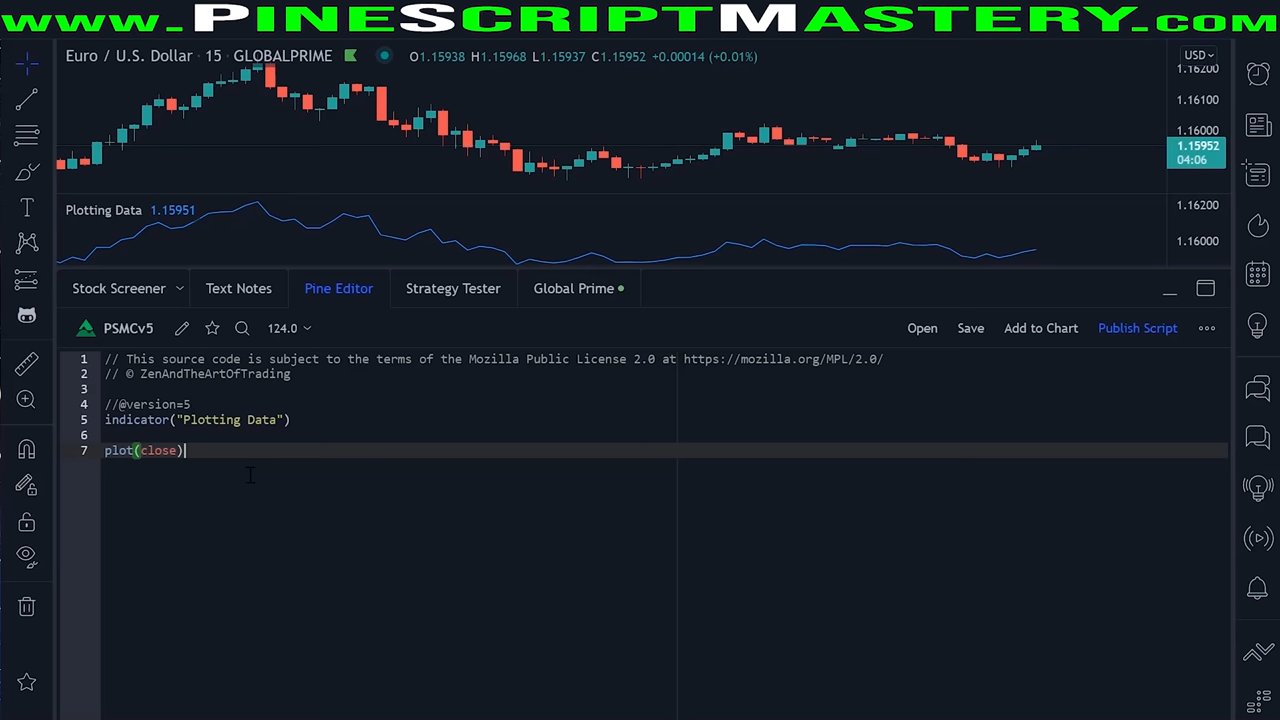 www.PineScriptMastery.com
Euro / U.S. Dollar · 15 · GLOBALPRIME O1.15938 H1.15968 L1.15937 C1.15952 +0.00014 (+0.01%)
USD
1.16200
1.16100
1.16000
1.15952
04:06
Plotting Data 1.15951
1.16200
1.16000
Stock Screener Text Notes Pine Editor Strategy Tester Global Prime
PSMCv5 124.0 Open Save Add to Chart Publish Script
1 // This source code is subject to the terms of the Mozilla Public License 2.0 at https://mozilla.org/MPL/2.0/
2 // © ZenAndTheArtOfTrading
3
4 //@version=5
5 indicator("Plotting Data")
6
7 plot(close)